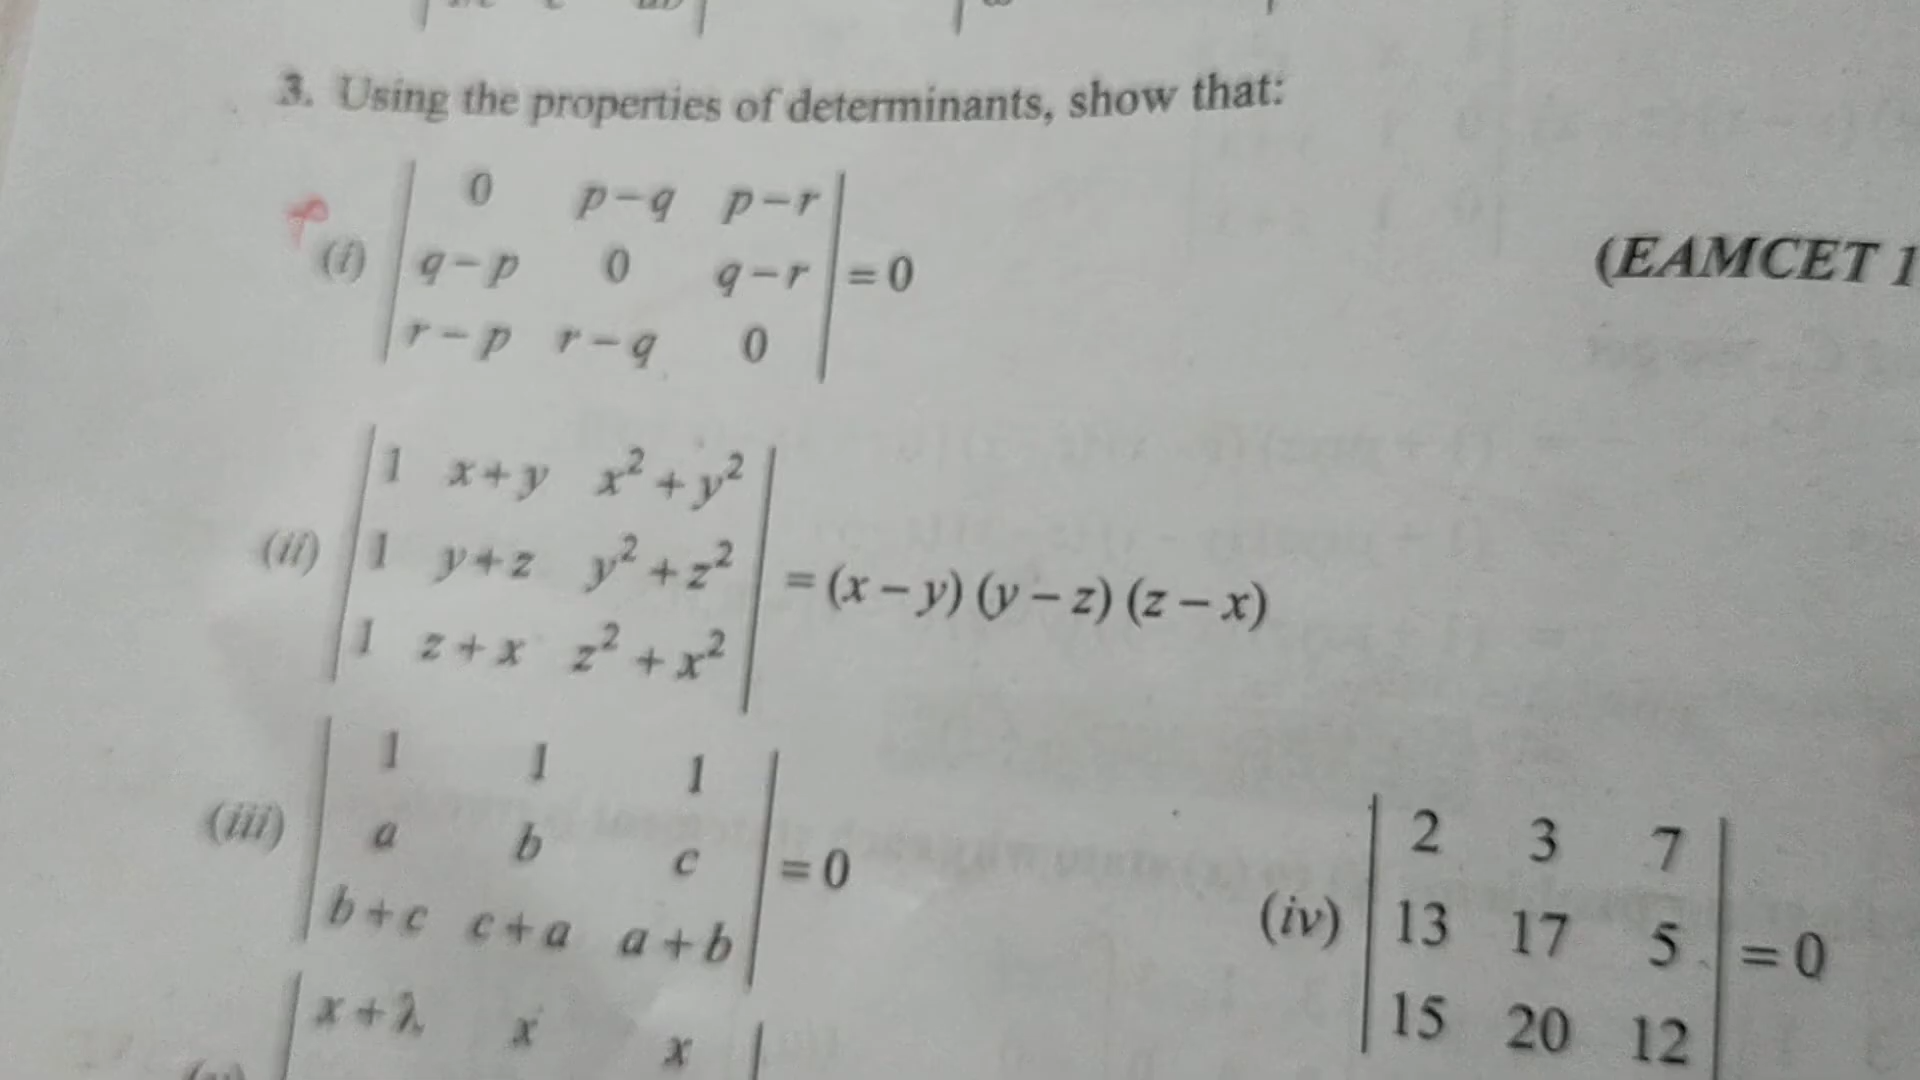 3. Using the properties of determinants, show that:
(i) | 0 p−q p−r |
| q−p 0 q−r | = 0
| r−p r−q 0 |
(EAMCET 1
(ii) | 1 x+y x²+y² |
| 1 y+z y²+z² | = (x−y) (y−z) (z−x)
| 1 z+x z²+x² |
(iii) | 1 1 1 |
| a b c | = 0
| b+c c+a a+b |
(iv) | 2 3 7 |
| 13 17 5 | = 0
| 15 20 12 |
| x+λ x x |